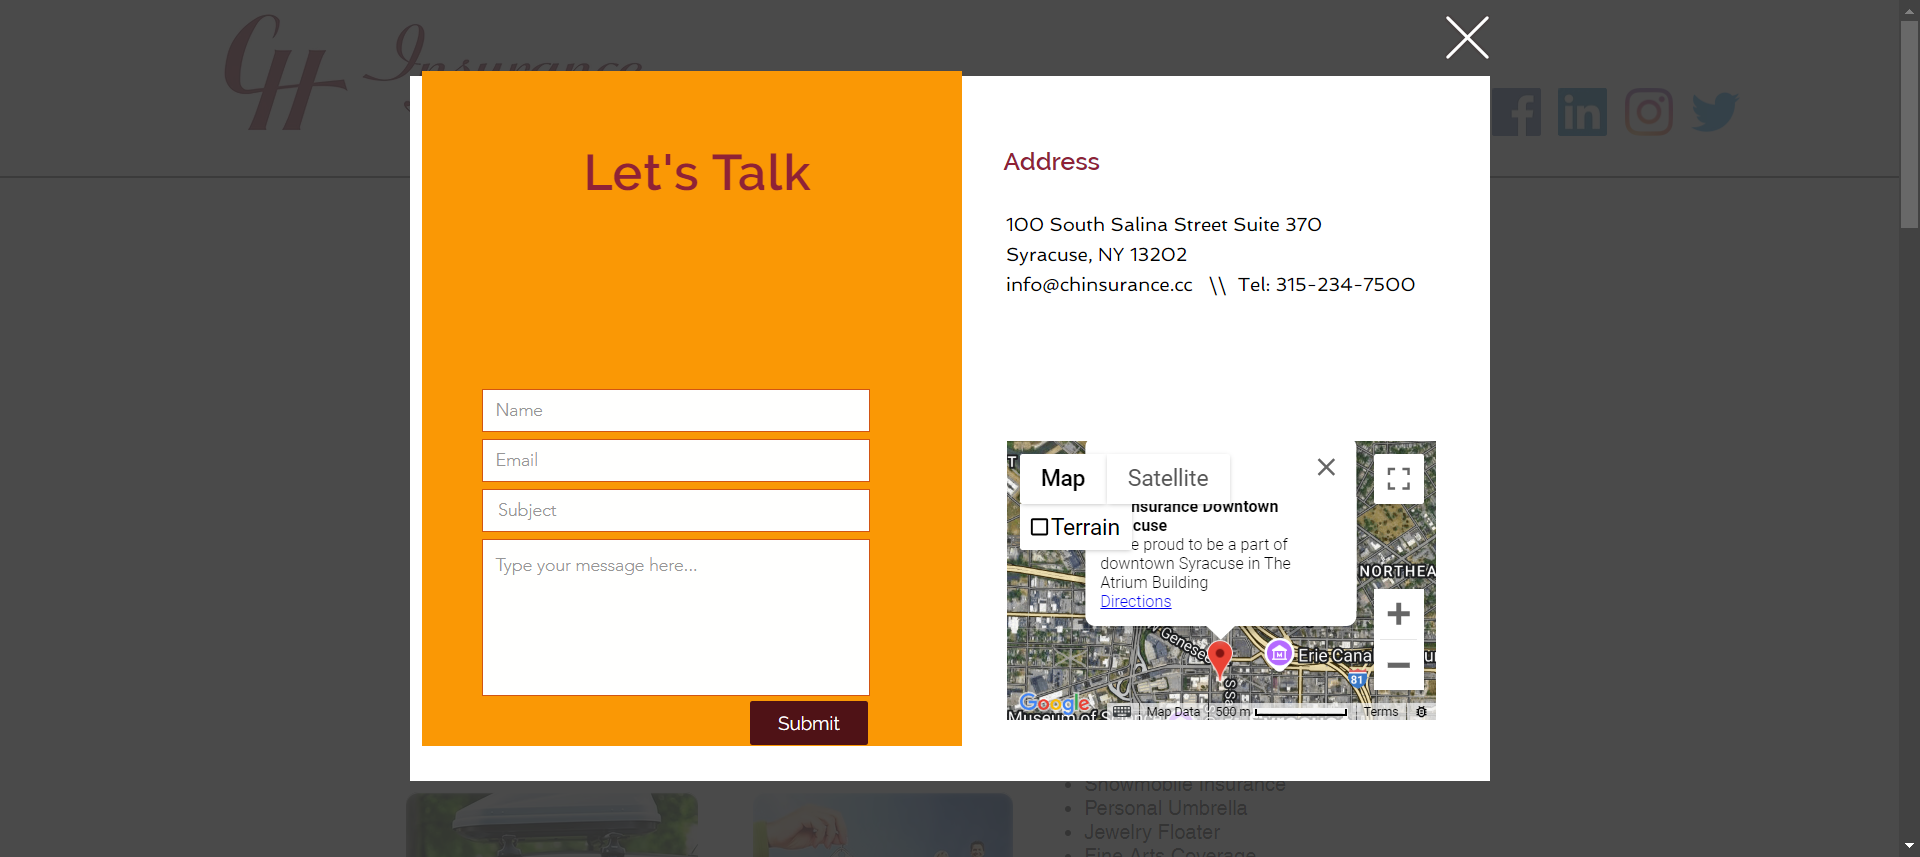 CH Insurance
Let's Talk
Name
Email
Subject
Type your message here...
Submit
Address
100 South Salina Street Suite 370
Syracuse, NY 13202
info@chinsurance.cc \\ Tel: 315-234-7500
Map
Satellite
Terrain
nsurance Downtown
cuse
e proud to be a part of
downtown Syracuse in The
Atrium Building
Directions
NORTHEA
Genesee
Erie Cana
81
Google
Museum of S
Map Data
500 m
Terms
Snowmobile Insurance
Personal Umbrella
Jewelry Floater
Fine Arts Coverage